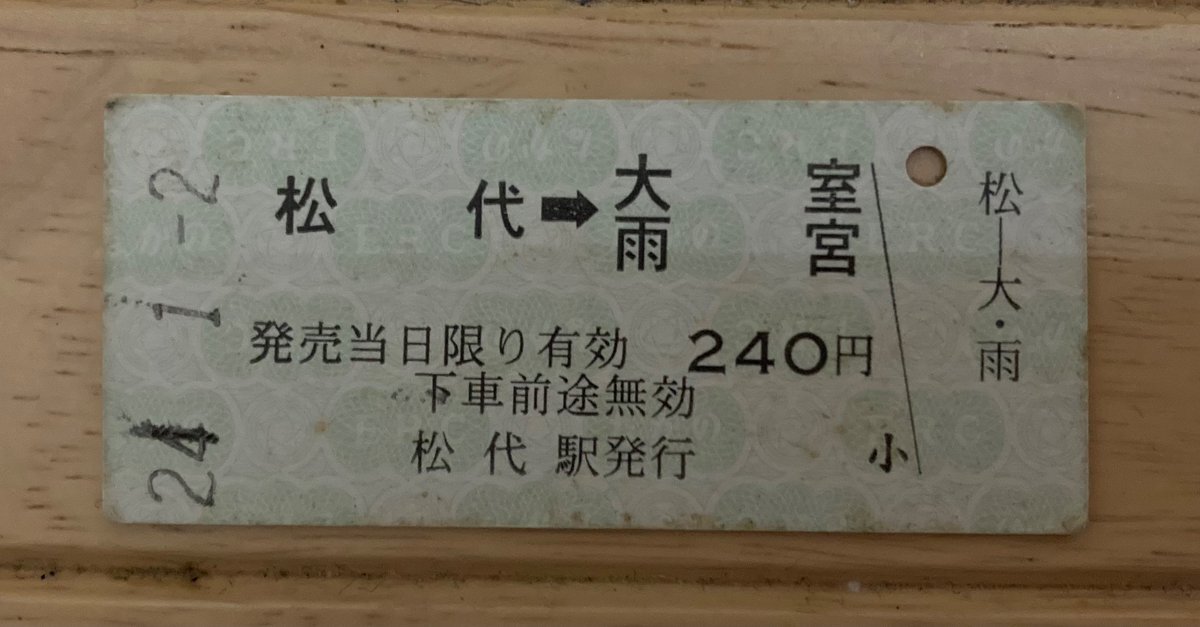 松代➡大室
雨宮
発売当日限り有効 240円
下車前途無効
松代駅発行
小
松―大・雨
24 1 -2